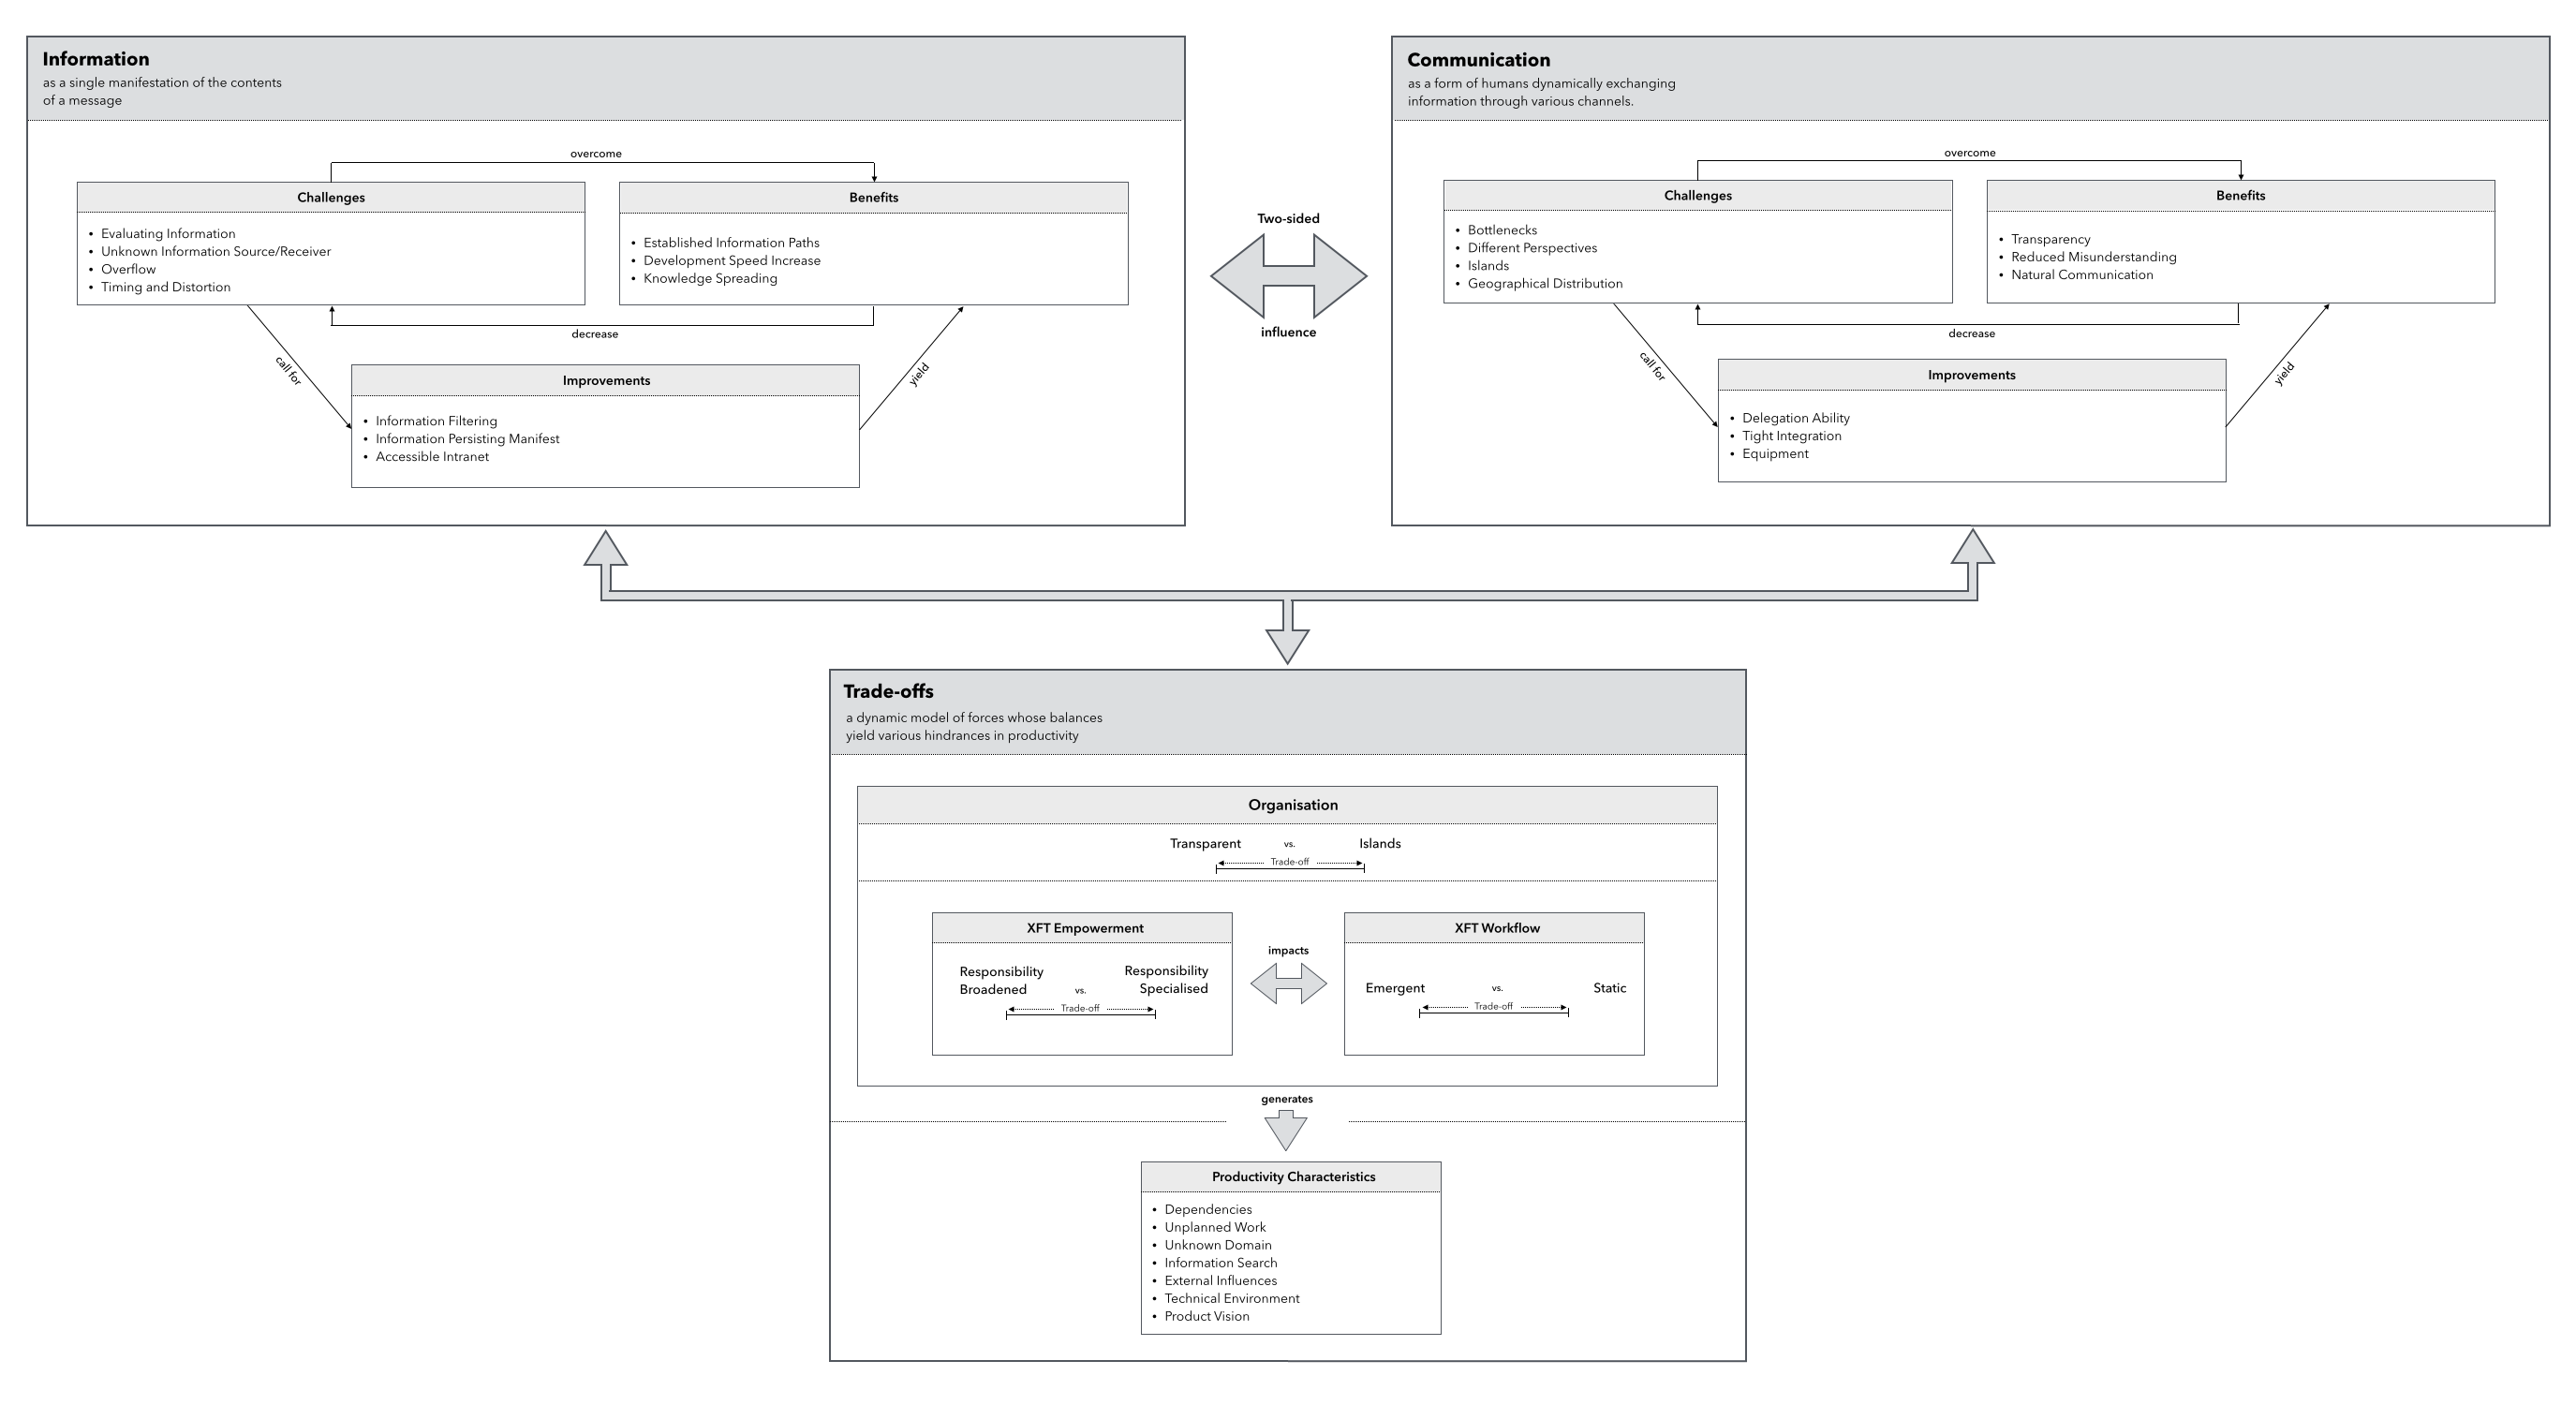 Information
as a single manifestation of the contents
of a message
overcome
Challenges
• Evaluating Information
• Unknown Information Source/Receiver
• Overflow
• Timing and Distortion
Benefits
• Established Information Paths
• Development Speed Increase
• Knowledge Spreading
decrease
call for
yield
Improvements
• Information Filtering
• Information Persisting Manifest
• Accessible Intranet
Two-sided
influence
Communication
as a form of humans dynamically exchanging
information through various channels.
overcome
Challenges
• Bottlenecks
• Different Perspectives
• Islands
• Geographical Distribution
Benefits
• Transparency
• Reduced Misunderstanding
• Natural Communication
decrease
call for
yield
Improvements
• Delegation Ability
• Tight Integration
• Equipment
Trade-offs
a dynamic model of forces whose balances
yield various hindrances in productivity
Organisation
Transparent vs. Islands
Trade-off
XFT Empowerment
Responsibility Responsibility
Broadened vs. Specialised
Trade-off
impacts
XFT Workflow
Emergent vs. Static
Trade-off
generates
Productivity Characteristics
• Dependencies
• Unplanned Work
• Unknown Domain
• Information Search
• External Influences
• Technical Environment
• Product Vision